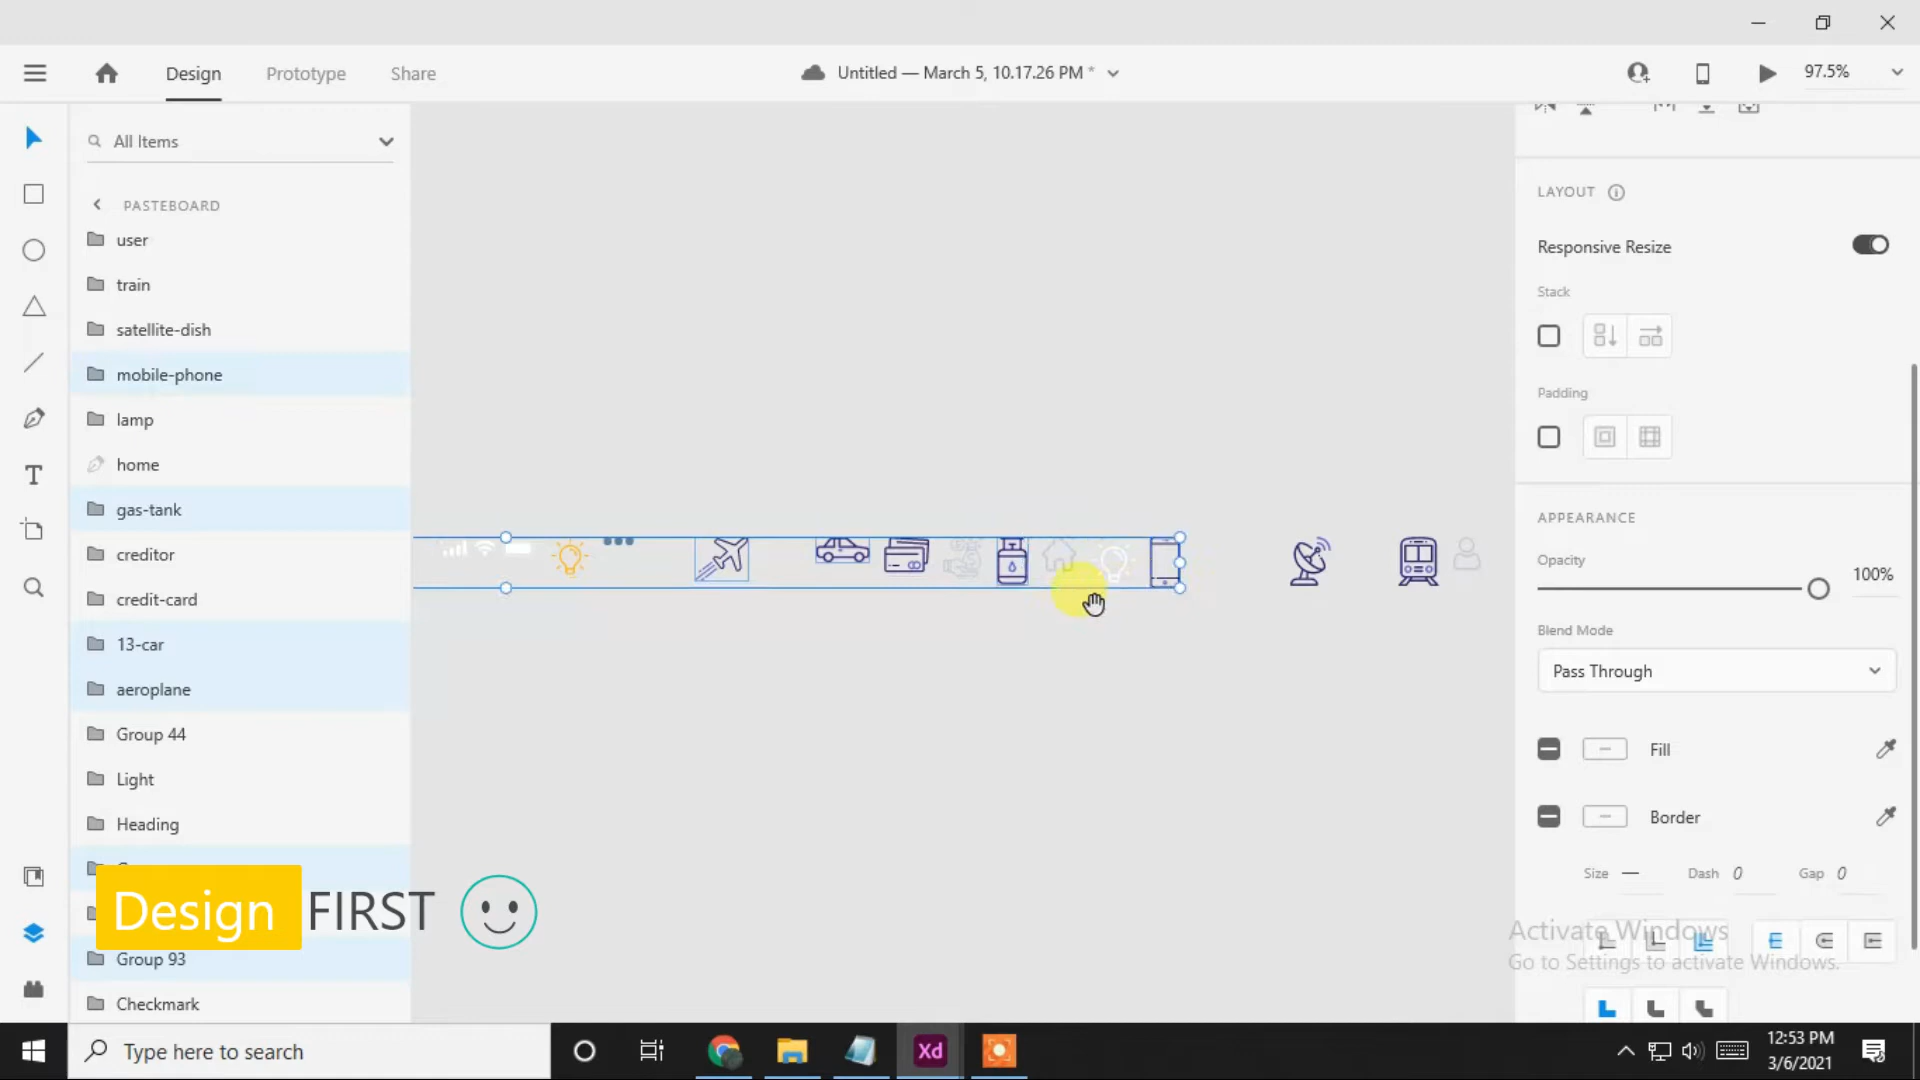 Design
Prototype
Share
Untitled — March 5, 10.17.26 PM *
97.5%
All Items
PASTEBOARD
user
train
satellite-dish
mobile-phone
lamp
home
gas-tank
creditor
credit-card
13-car
aeroplane
Group 44
Light
Heading
Group 93
Checkmark
Design FIRST
LAYOUT
Responsive Resize
Stack
Padding
APPEARANCE
Opacity
100%
Blend Mode
Pass Through
Fill
Border
Size —
Dash 0
Gap 0
Activate Windows
Go to Settings to activate Windows.
Type here to search
Xd
12:53 PM
3/6/2021